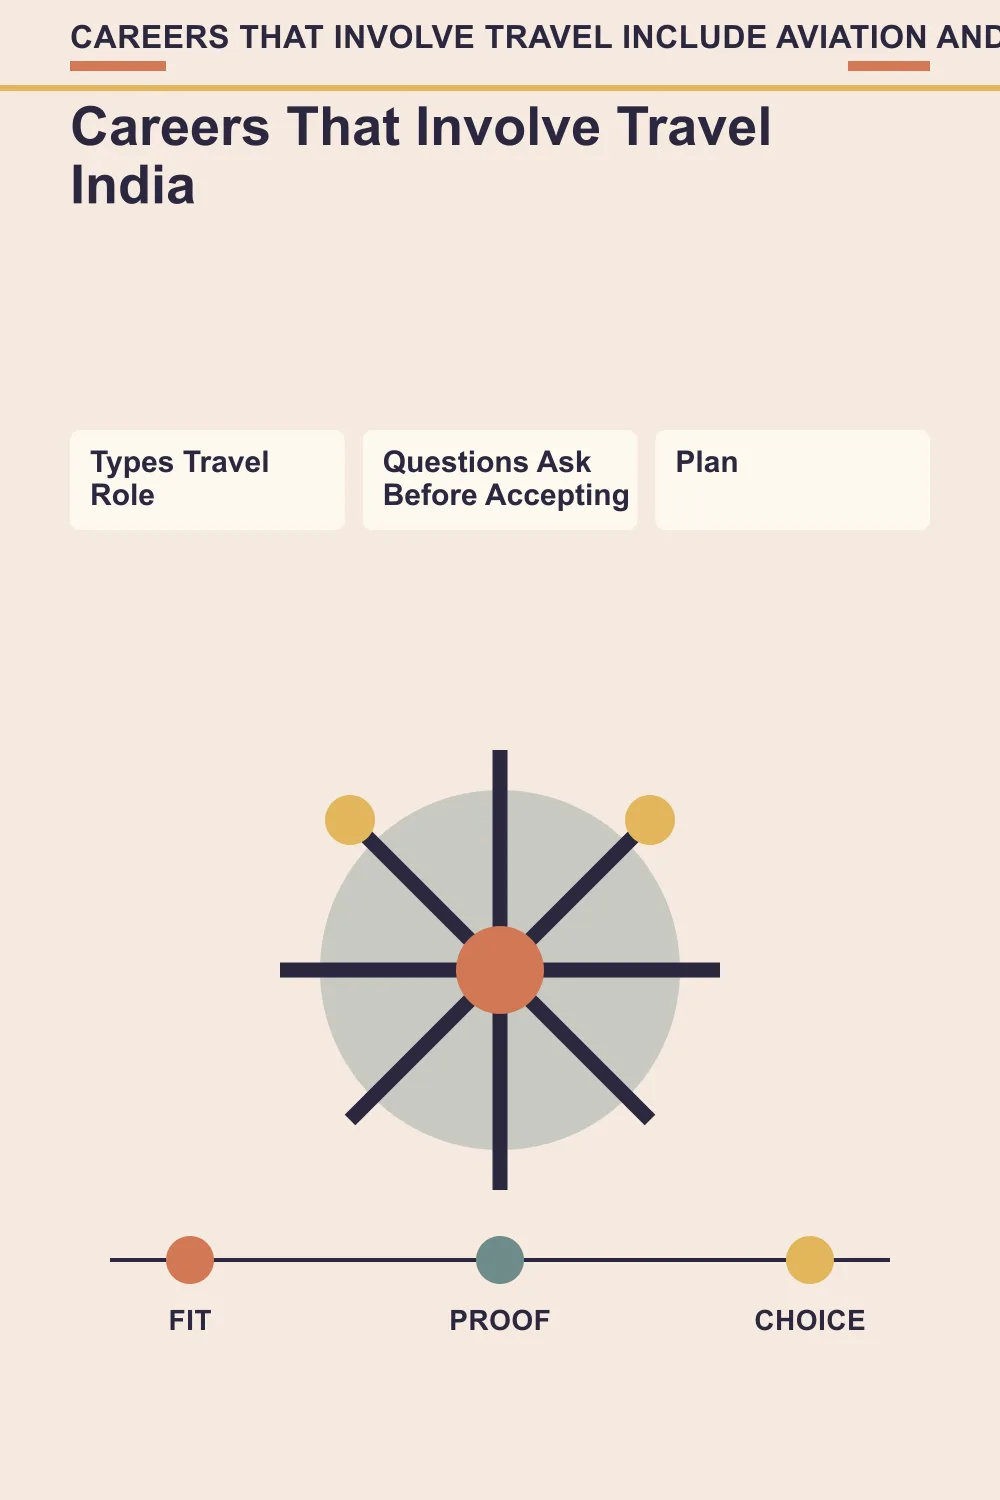 CAREERS THAT INVOLVE TRAVEL INCLUDE AVIATION AND
Careers That Involve Travel
India
Types Travel
Role
Questions Ask
Before Accepting
Plan
FIT
PROOF
CHOICE